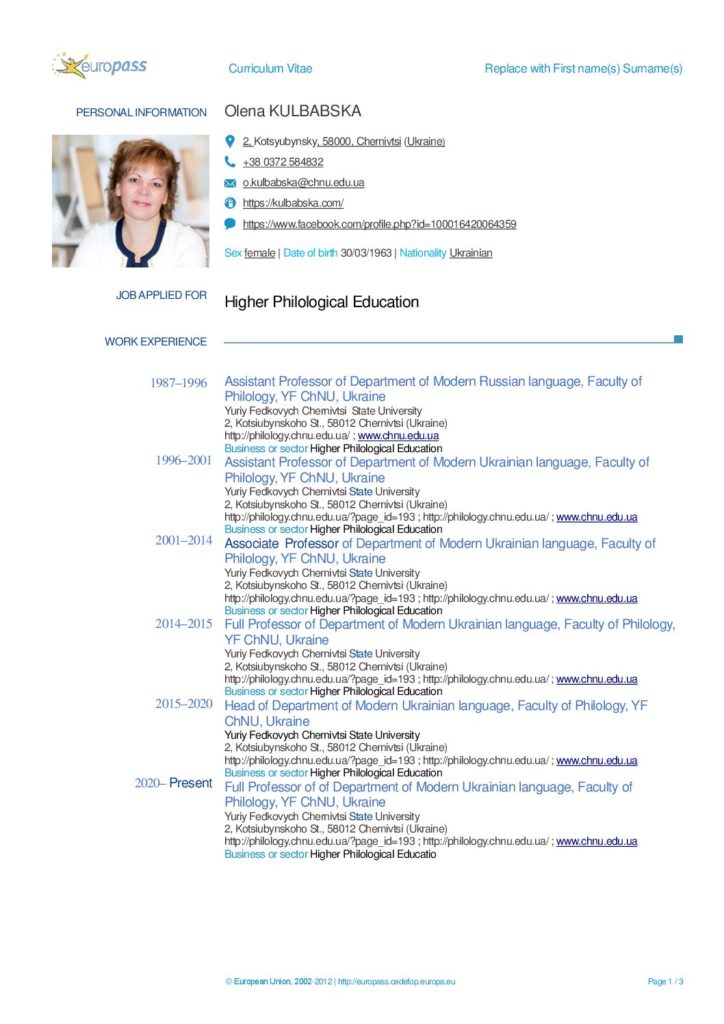 europass
Curriculum Vitae
Replace with First name(s) Surname(s)
PERSONAL INFORMATION
Olena KULBABSKA
2, Kotsyubynsky, 58000, Chernivtsi (Ukraine)
+38 0372 584832
o.kulbabska@chnu.edu.ua
https://kulbabska.com/
https://www.facebook.com/profile.php?id=100016420064359
Sex female | Date of birth 30/03/1963 | Nationality Ukrainian
JOB APPLIED FOR
Higher Philological Education
WORK EXPERIENCE
1987–1996
Assistant Professor of Department of Modern Russian language, Faculty of
Philology, YF ChNU, Ukraine
Yuriy Fedkovych Chernivtsi State University
2, Kotsiubynskoho St., 58012 Chernivtsi (Ukraine)
http://philology.chnu.edu.ua/ ; www.chnu.edu.ua
Business or sector Higher Philological Education
1996–2001
Assistant Professor of Department of Modern Ukrainian language, Faculty of
Philology, YF ChNU, Ukraine
Yuriy Fedkovych Chernivtsi State University
2, Kotsiubynskoho St., 58012 Chernivtsi (Ukraine)
http://philology.chnu.edu.ua/?page_id=193 ; http://philology.chnu.edu.ua/ ; www.chnu.edu.ua
Business or sector Higher Philological Education
2001–2014
Associate Professor of Department of Modern Ukrainian language, Faculty of
Philology, YF ChNU, Ukraine
Yuriy Fedkovych Chernivtsi State University
2, Kotsiubynskoho St., 58012 Chernivtsi (Ukraine)
http://philology.chnu.edu.ua/?page_id=193 ; http://philology.chnu.edu.ua/ ; www.chnu.edu.ua
Business or sector Higher Philological Education
2014–2015
Full Professor of Department of Modern Ukrainian language, Faculty of Philology,
YF ChNU, Ukraine
Yuriy Fedkovych Chernivtsi State University
2, Kotsiubynskoho St., 58012 Chernivtsi (Ukraine)
http://philology.chnu.edu.ua/?page_id=193 ; http://philology.chnu.edu.ua/ ; www.chnu.edu.ua
Business or sector Higher Philological Education
2015–2020
Head of Department of Modern Ukrainian language, Faculty of Philology, YF
ChNU, Ukraine
Yuriy Fedkovych Chernivtsi State University
2, Kotsiubynskoho St., 58012 Chernivtsi (Ukraine)
http://philology.chnu.edu.ua/?page_id=193 ; http://philology.chnu.edu.ua/ ; www.chnu.edu.ua
Business or sector Higher Philological Education
2020– Present
Full Professor of of Department of Modern Ukrainian language, Faculty of
Philology, YF ChNU, Ukraine
Yuriy Fedkovych Chernivtsi State University
2, Kotsiubynskoho St., 58012 Chernivtsi (Ukraine)
http://philology.chnu.edu.ua/?page_id=193 ; http://philology.chnu.edu.ua/ ; www.chnu.edu.ua
Business or sector Higher Philological Educatio
© European Union, 2002-2012 | http://europass.cedefop.europa.eu
Page 1 / 3